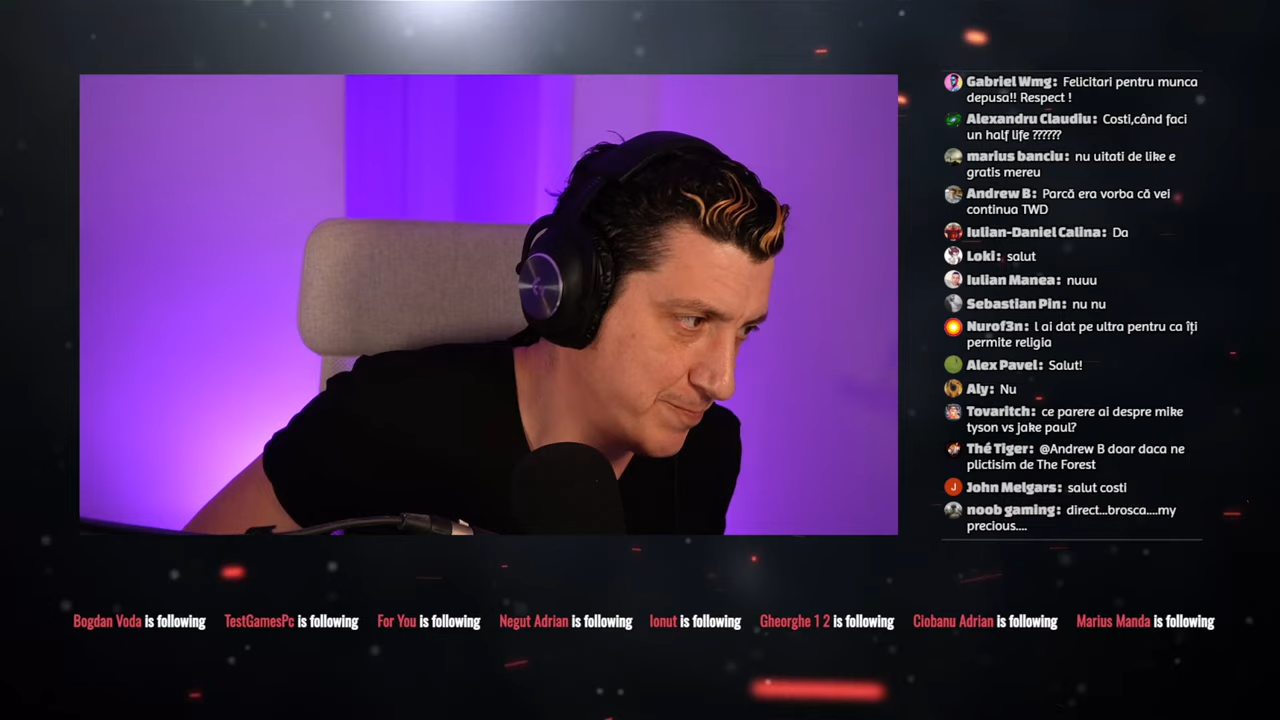 Gabriel Wmg: Felicitari pentru munca
depusa!! Respect !
Alexandru Claudiu: Costi,când faci
un half life ??????
marius banciu: nu uitati de like e
gratis mereu
Andrew B: Parcă era vorba că vei
continua TWD
Iulian-Daniel Calina: Da
Loki: salut
Iulian Manea: nuuu
Sebastian Pin: nu nu
Nurof3n: l ai dat pe ultra pentru ca îți
permite religia
Alex Pavel: Salut!
Aly: Nu
Tovaritch: ce parere ai despre mike
tyson vs jake paul?
Thé Tiger: @Andrew B doar daca ne
plictisim de The Forest
J John Melgars: salut costi
noob gaming: direct...brosca....my
precious....
Bogdan Voda is following TestGamesPc is following For You is following Negut Adrian is following Ionut is following Gheorghe 1 2 is following Ciobanu Adrian is following Marius Manda is following